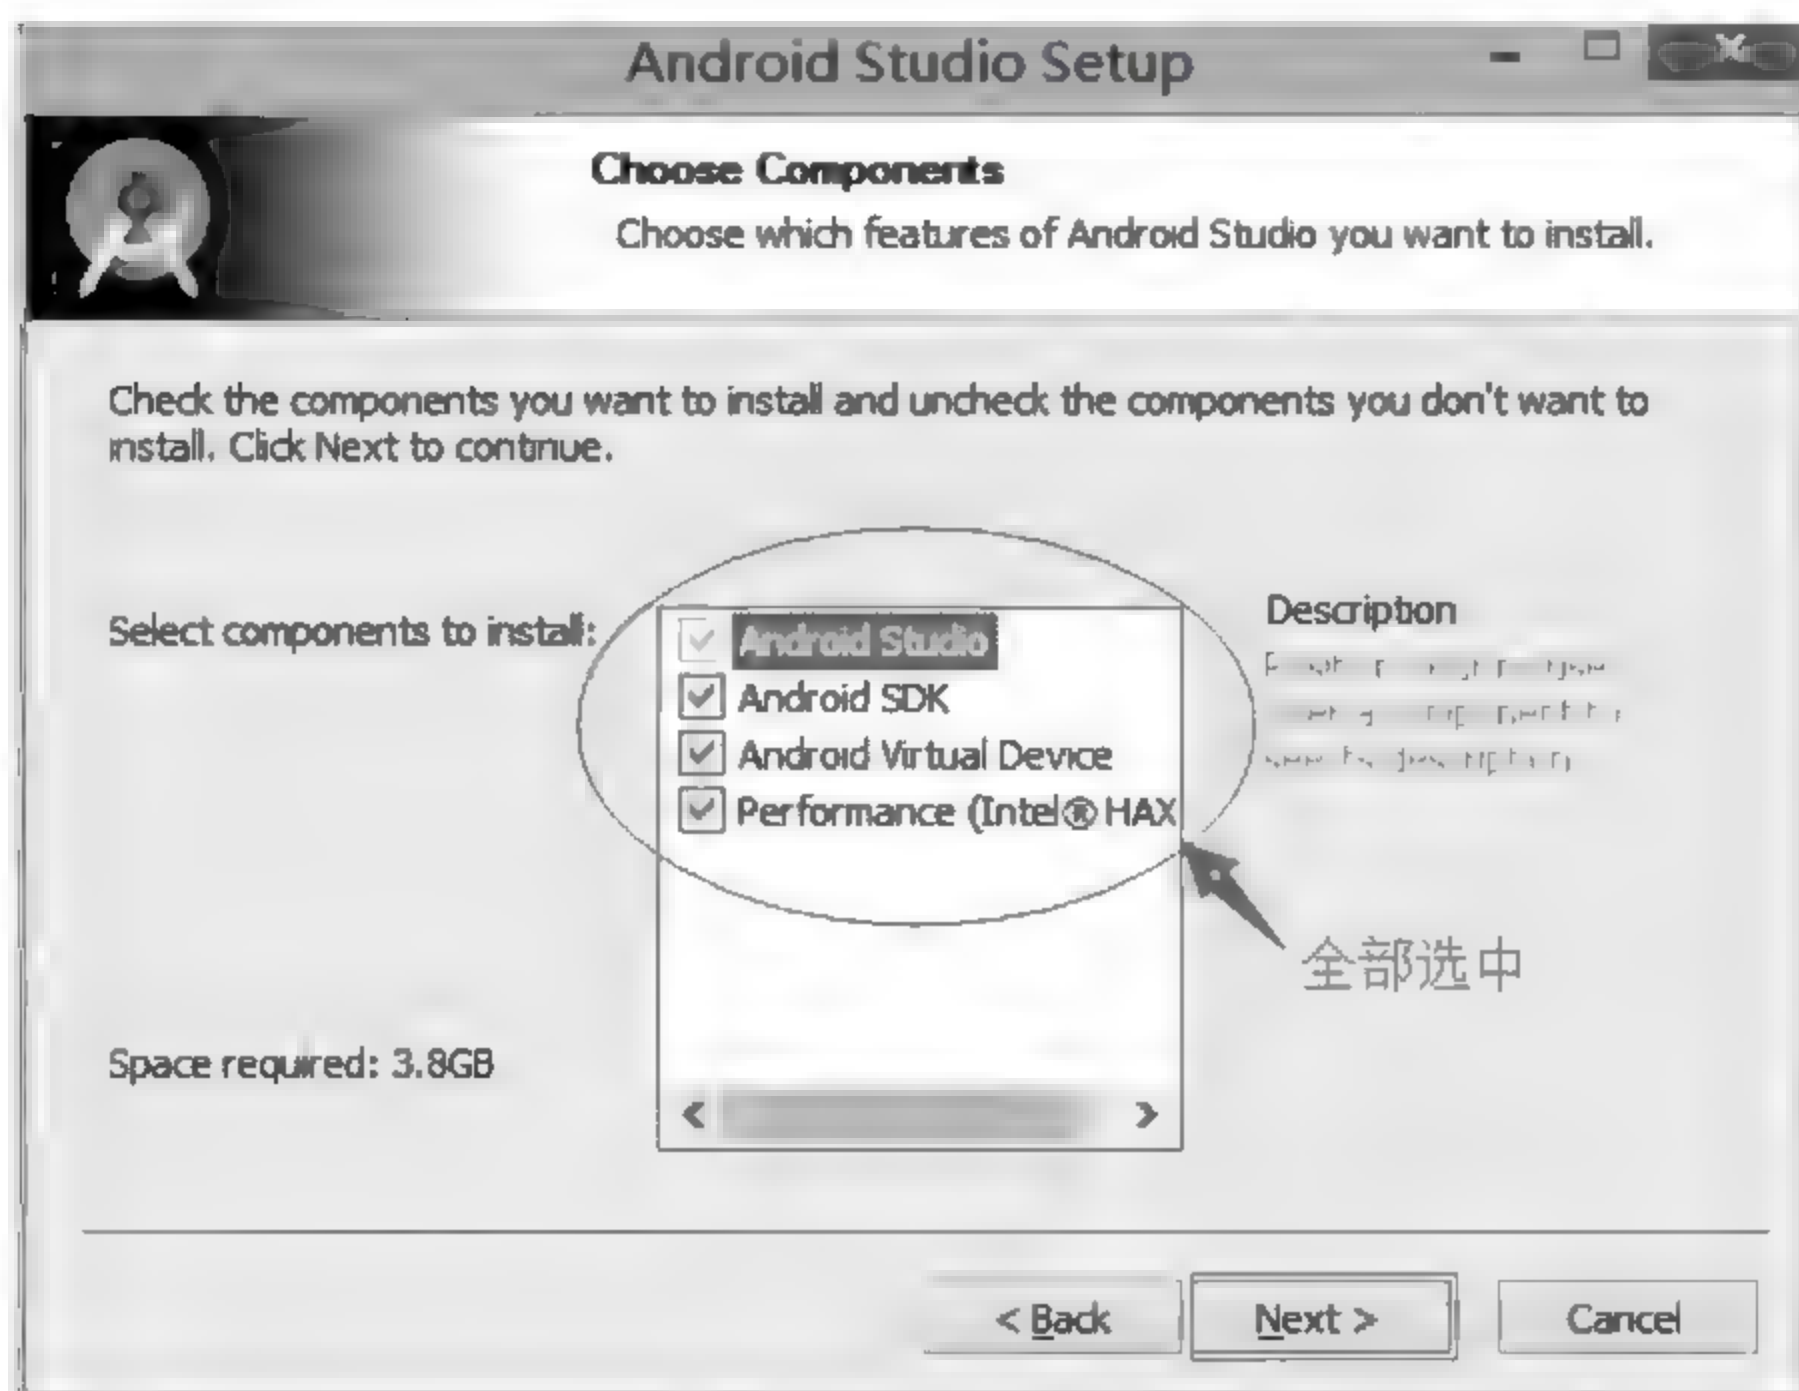 Android Studio Setup
Choose Components
Choose which features of Android Studio you want to install.
Check the components you want to install and uncheck the components you don't want to
install. Click Next to continue.
Select components to install:
Android Studio
Android SDK
Android Virtual Device
Performance (Intel® HAX
Description
全部选中
Space required: 3.8GB
< Back
Next >
Cancel